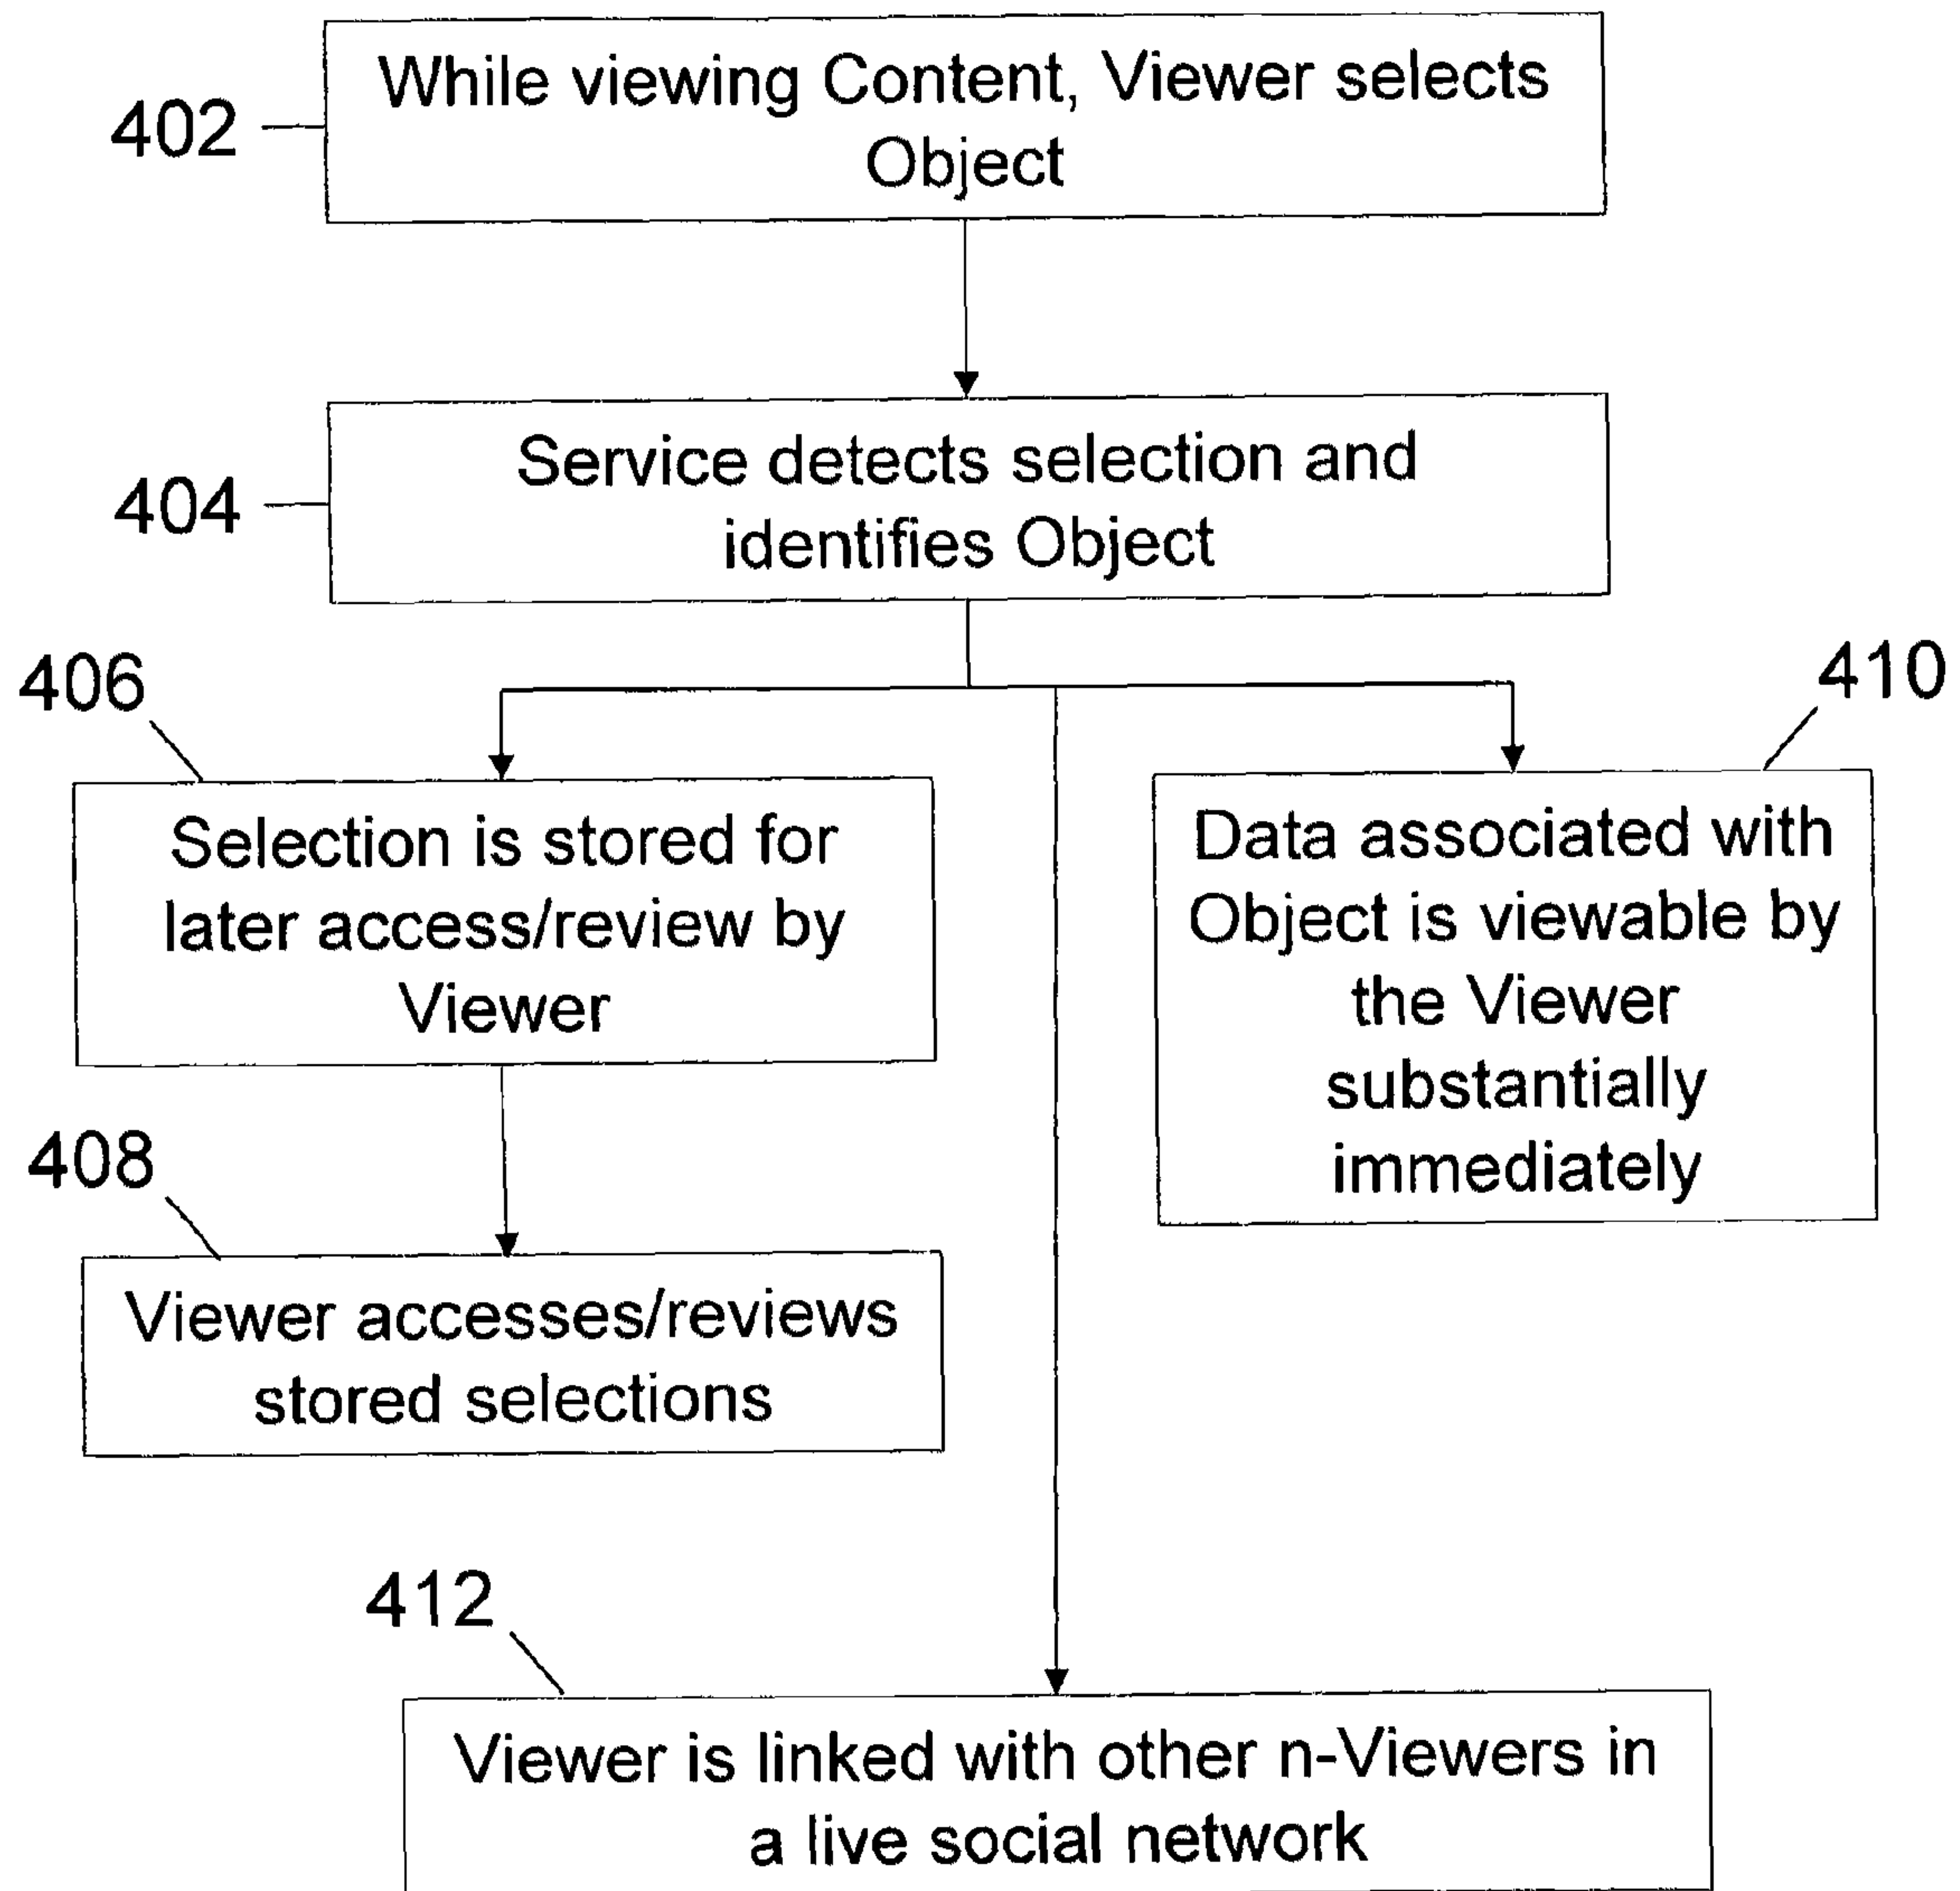 402
While viewing Content, Viewer selects
Object
404
Service detects selection and
identifies Object
406
Selection is stored for
later access/review by
Viewer
410
Data associated with
Object is viewable by
the Viewer
substantially
immediately
408
Viewer accesses/reviews
stored selections
412
Viewer is linked with other n-Viewers in
a live social network